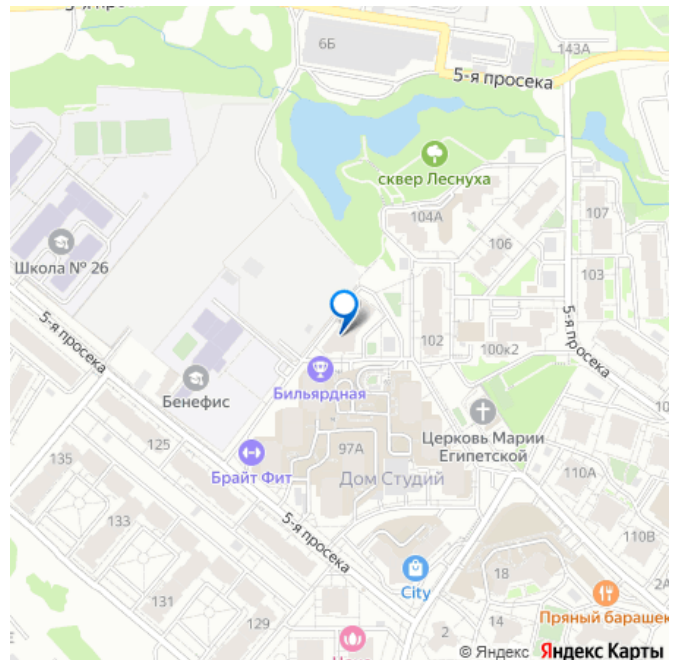 6Б
143А
5-я просека
сквер Леснуха
104А
107
106
Школа № 26
103
5-я просека
102
100к2
5-я просека
Бильярдная
Бенефис
Церковь Марии
Египетской
125
97А
135
Брайт Фит
Дом Студий
110А
133
5-я просека
110В
18
City
131
Пряный барашек
14
2
129
© Яндекс Яндекс Карты